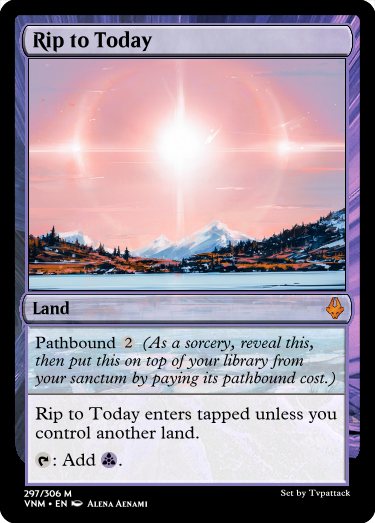 Rip to Today
Land
Pathbound 2 (As a sorcery, reveal this,
then put this on top of your library from
your sanctum by paying its pathbound cost.)
Rip to Today enters tapped unless you
control another land.
: Add .
297/306 M
Set by Tvpattack
VNM • EN Alena Aenami